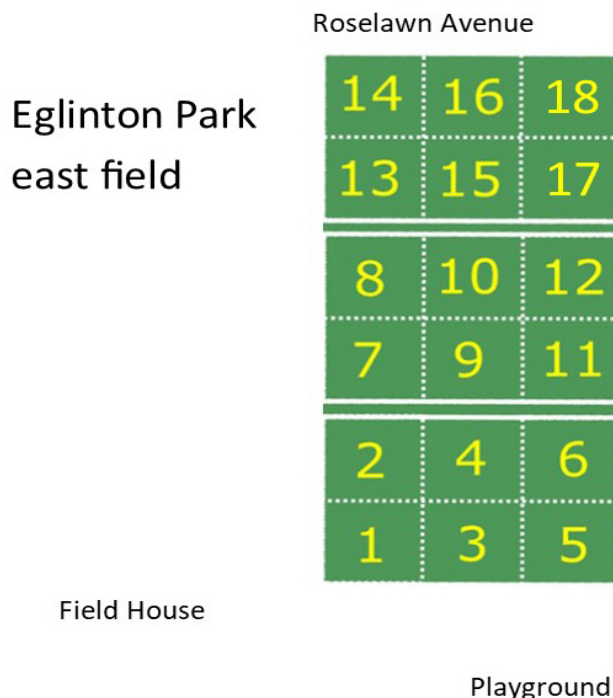 Roselawn Avenue
Eglinton Park
east field
14 16 18
13 15 17
8 10 12
7 9 11
2 4 6
1 3 5
Field House
Playground